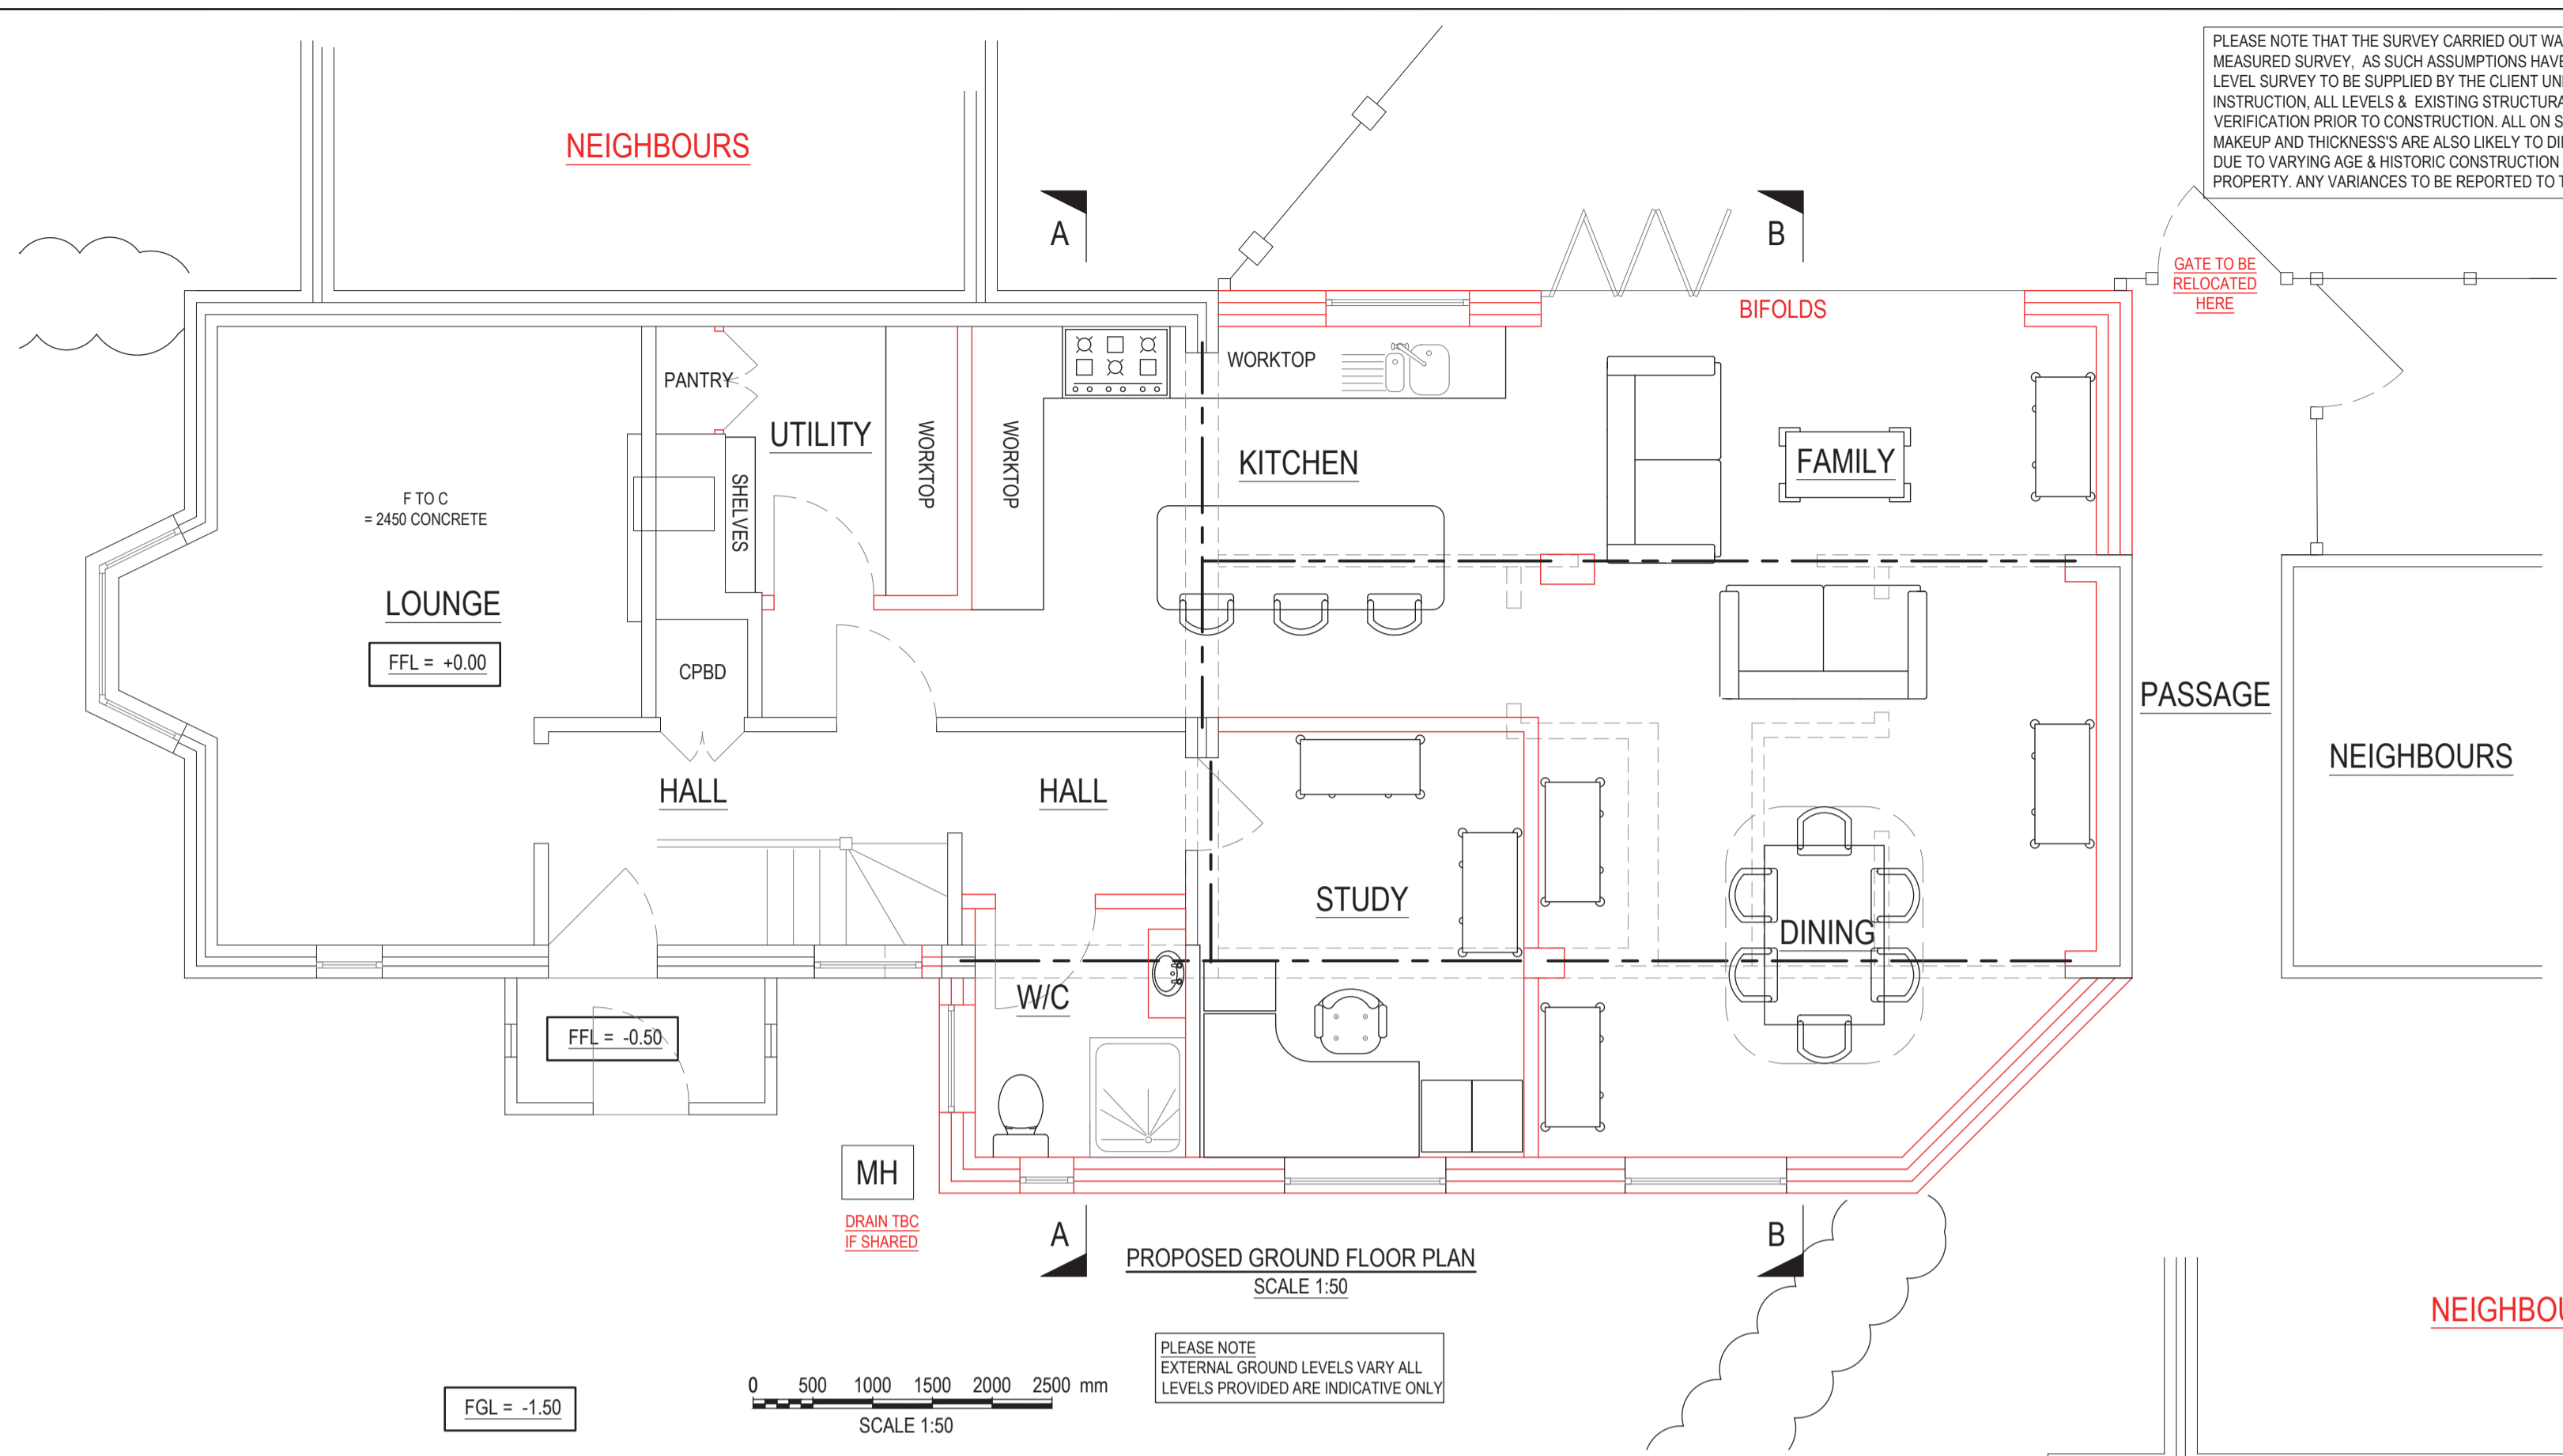 PLEASE NOTE THAT THE SURVEY CARRIED OUT
MEASURED SURVEY, AS SUCH ASSUMPTIONS HAVE
LEVEL SURVEY TO BE SUPPLIED BY THE CLIENT
INSTRUCTION, ALL LEVELS & EXISTING
VERIFICATION PRIOR TO CONSTRUCTION. ALL ON
MAKEUP AND THICKNESS'S ARE ALSO LIKELY TO
DUE TO VARYING AGE & HISTORIC CONSTRUCTION
PROPERTY. ANY VARIANCES TO BE REPORTED TO
NEIGHBOURS
A
B
GATE TO BE
RELOCATED
HERE
BIFOLDS
PANTRY
UTILITY
SHELVES
WORKTOP
WORKTOP
WORKTOP
KITCHEN
FAMILY
F TO C
= 2450 CONCRETE
LOUNGE
FFL = +0.00
CPBD
PASSAGE
NEIGHBOURS
HALL
HALL
STUDY
DINING
W/C
FFL = -0.50
MH
DRAIN TBC
IF SHARED
A
B
PROPOSED GROUND FLOOR PLAN
SCALE 1:50
PLEASE NOTE
EXTERNAL GROUND LEVELS VARY ALL
LEVELS PROVIDED ARE INDICATIVE ONLY
0 500 1000 1500 2000 2500 mm
SCALE 1:50
FGL = -1.50